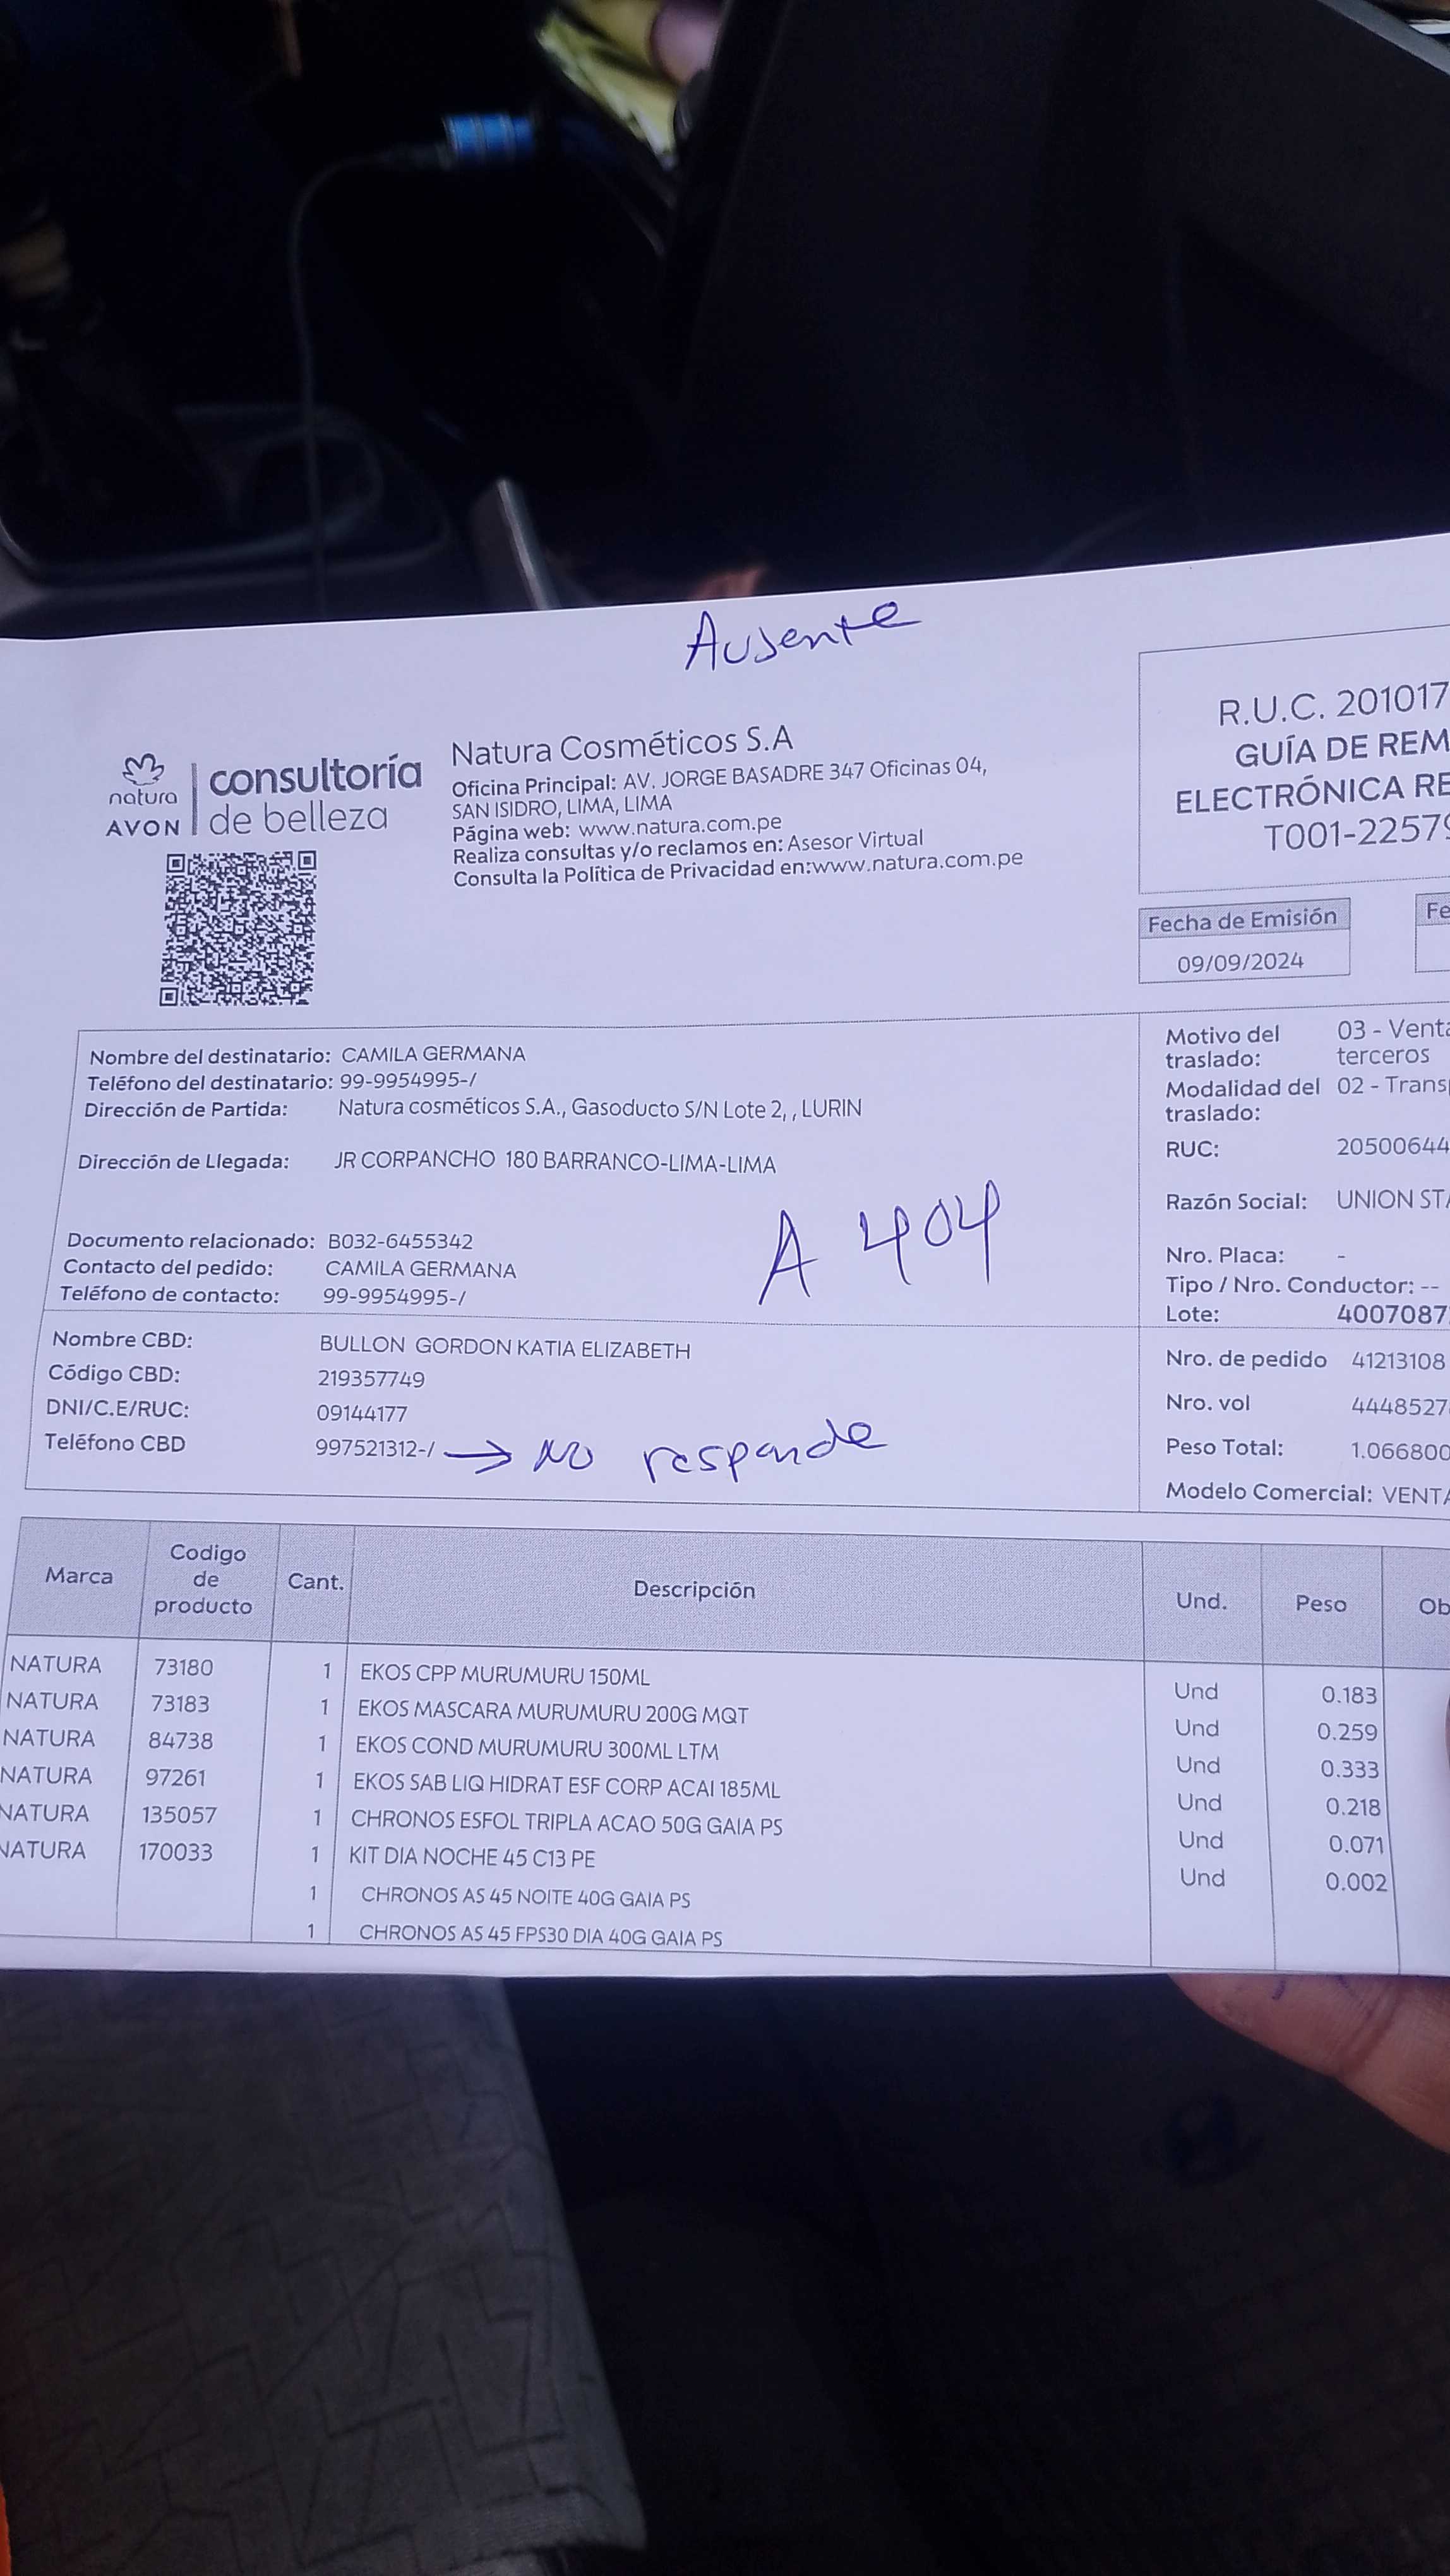 Ausente
natura
AVON
consultoría
de belleza
Natura Cosméticos S.A
Oficina Principal: AV. JORGE BASADRE 347 Oficinas 04,
SAN ISIDRO, LIMA, LIMA
Página web: www.natura.com.pe
Realiza consultas y/o reclamos en: Asesor Virtual
Consulta la Política de Privacidad en:www.natura.com.pe
R.U.C. 201017
GUÍA DE REM
ELECTRÓNICA RE
T001-22579
Fecha de Emisión
09/09/2024
Fe
Nombre del destinatario: CAMILA GERMANA
Teléfono del destinatario: 99-9954995-/
Dirección de Partida: Natura cosméticos S.A., Gasoducto S/N Lote 2, , LURIN
Dirección de Llegada: JR CORPANCHO 180 BARRANCO-LIMA-LIMA
A 404
Documento relacionado: B032-6455342
Contacto del pedido: CAMILA GERMANA
Teléfono de contacto: 99-9954995-/
Motivo del traslado: 03 - Venta
terceros
Modalidad del traslado: 02 - Transp
RUC: 20500644
Razón Social: UNION STA
Nro. Placa: -
Tipo / Nro. Conductor: --
Lote: 4007087
Nombre CBD: BULLON GORDON KATIA ELIZABETH
Código CBD: 219357749
DNI/C.E/RUC: 09144177
Teléfono CBD 997521312-/ → No responde
Nro. de pedido 41213108
Nro. vol 4448527
Peso Total: 1.066800
Modelo Comercial: VENTA
Marca Codigo de producto Cant. Descripción Und. Peso Ob
NATURA 73180 1 EKOS CPP MURUMURU 150ML Und 0.183
NATURA 73183 1 EKOS MASCARA MURUMURU 200G MQT Und 0.259
NATURA 84738 1 EKOS COND MURUMURU 300ML LTM Und 0.333
NATURA 97261 1 EKOS SAB LIQ HIDRAT ESF CORP ACAI 185ML Und 0.218
NATURA 135057 1 CHRONOS ESFOL TRIPLA ACAO 50G GAIA PS Und 0.071
NATURA 170033 1 KIT DIA NOCHE 45 C13 PE Und 0.002
1 CHRONOS AS 45 NOITE 40G GAIA PS
1 CHRONOS AS 45 FPS30 DIA 40G GAIA PS